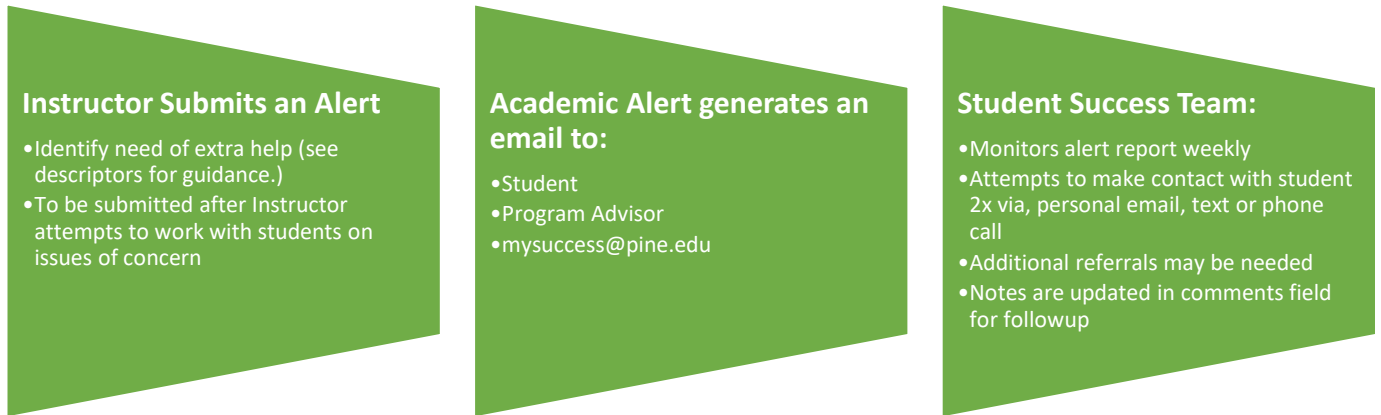 Instructor Submits an Alert
•Identify need of extra help (see
descriptors for guidance.)
•To be submitted after Instructor
attempts to work with students on
issues of concern
Academic Alert generates an
email to:
•Student
•Program Advisor
•mysuccess@pine.edu
Student Success Team:
•Monitors alert report weekly
•Attempts to make contact with student
2x via, personal email, text or phone
call
•Additional referrals may be needed
•Notes are updated in comments field
for followup